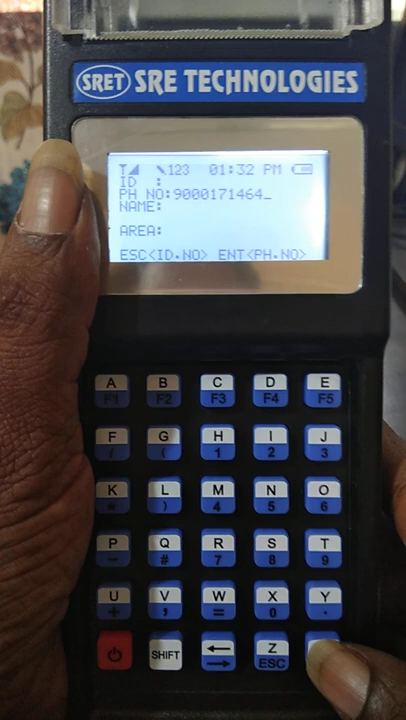 SRET SRE TECHNOLOGIES
123 01:32 PM
ID :
PH NO:9000171464_
NAME:
AREA:
ESC<ID.NO> ENT<PH.NO>
A B C D E
F1 F2 F3 F4 F5
F G H I J
/ ( 1 2 3
K L M N O
* ) 4 5 6
P Q R S T
- # 7 8 9
U V W X Y
+ , = 0 .
SHIFT ← Z
→ ESC